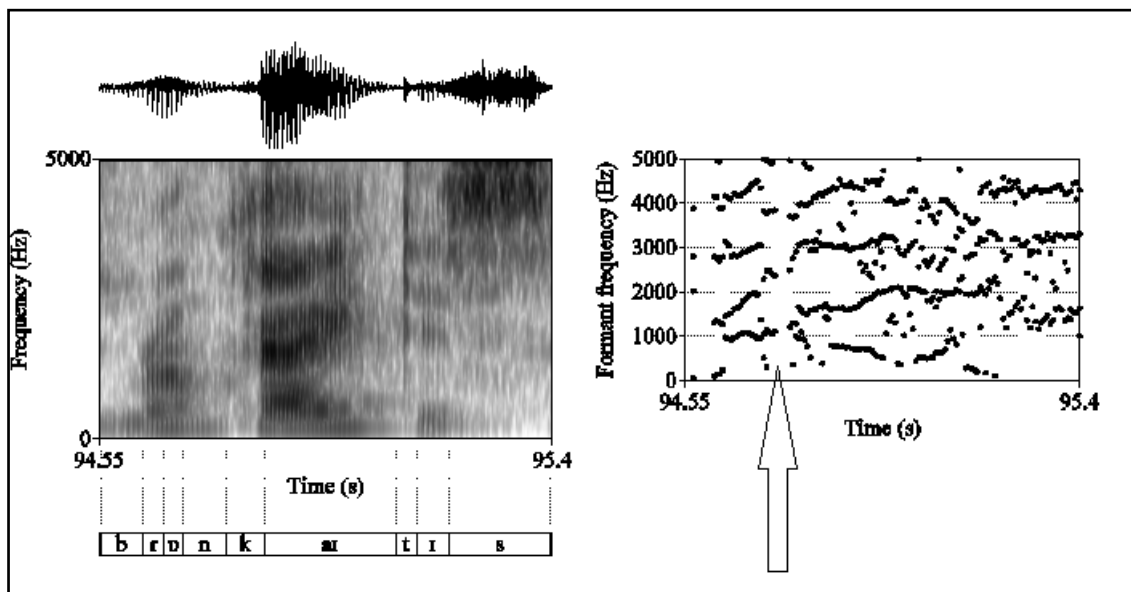 5000
Frequency (Hz)
0
94.55
95.4
Time (s)
b r ʋ n k aɪ t ɪ s
5000
4000
3000
2000
1000
0
Formant frequency (Hz)
94.55
95.4
Time (s)